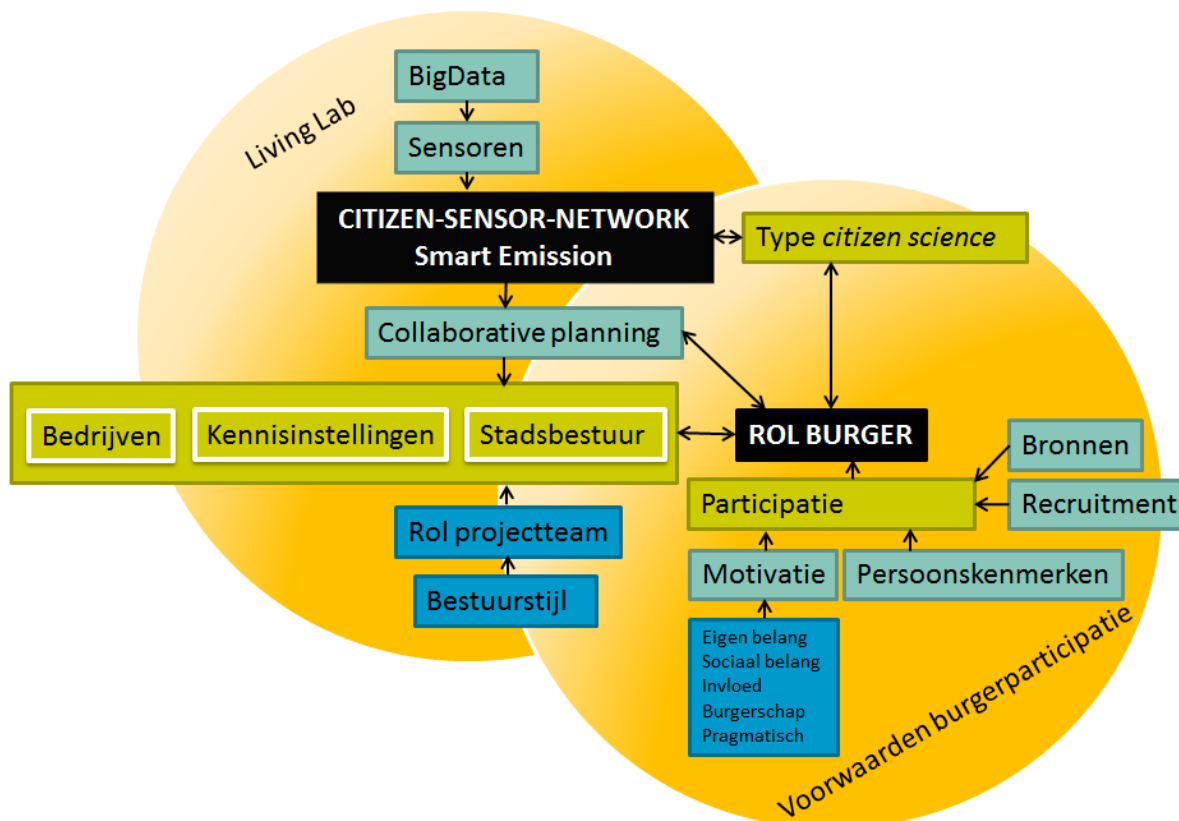 BigData
Living Lab
Sensoren
CITIZEN-SENSOR-NETWORK
Smart Emission
Type citizen science
Collaborative planning
Bedrijven
Kennisinstellingen
Stadsbestuur
ROL BURGER
Bronnen
Participatie
Recruitment
Rol projectteam
Motivatie
Persoonskenmerken
Bestuurstijl
Eigen belang
Sociaal belang
Invloed
Burgerschap
Pragmatisch
Voorwaarden burgerparticipatie